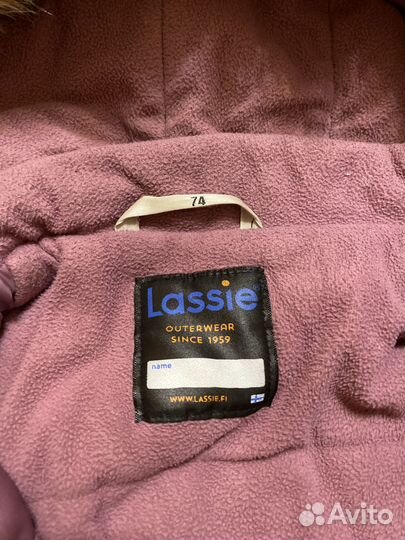 74
Lassie®
OUTERWEAR
SINCE 1959
name
WWW.LASSIE.FI
Avito